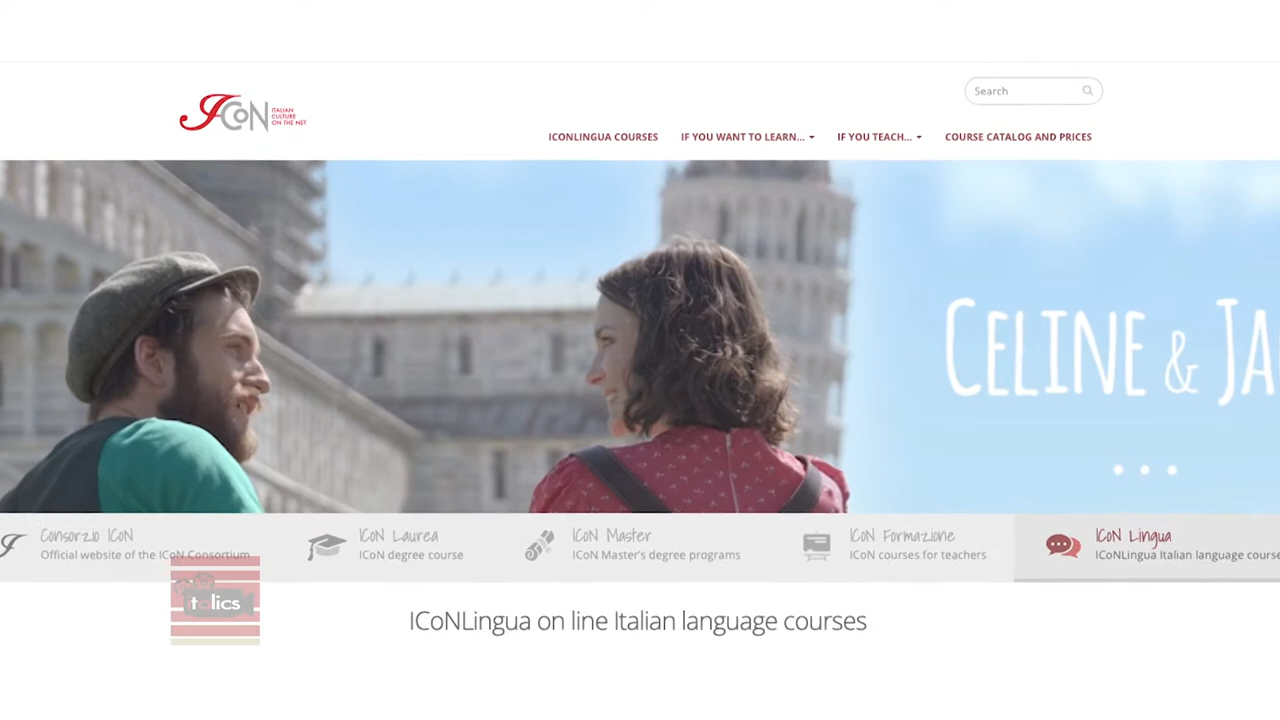 Search
ICoN ITALIAN
CULTURE
ON THE NET
ICONLINGUA COURSES IF YOU WANT TO LEARN... IF YOU TEACH... COURSE CATALOG AND PRICES
CELINE & JA
...
Consorzio ICoN
Official website of the ICoN Consortium
ICoN Laurea
ICoN degree course
ICoN Master
ICoN Master's degree programs
ICoN Formazione
ICoN courses for teachers
ICoN Lingua
ICoNLingua Italian language course
italics
ICoNLingua on line Italian language courses